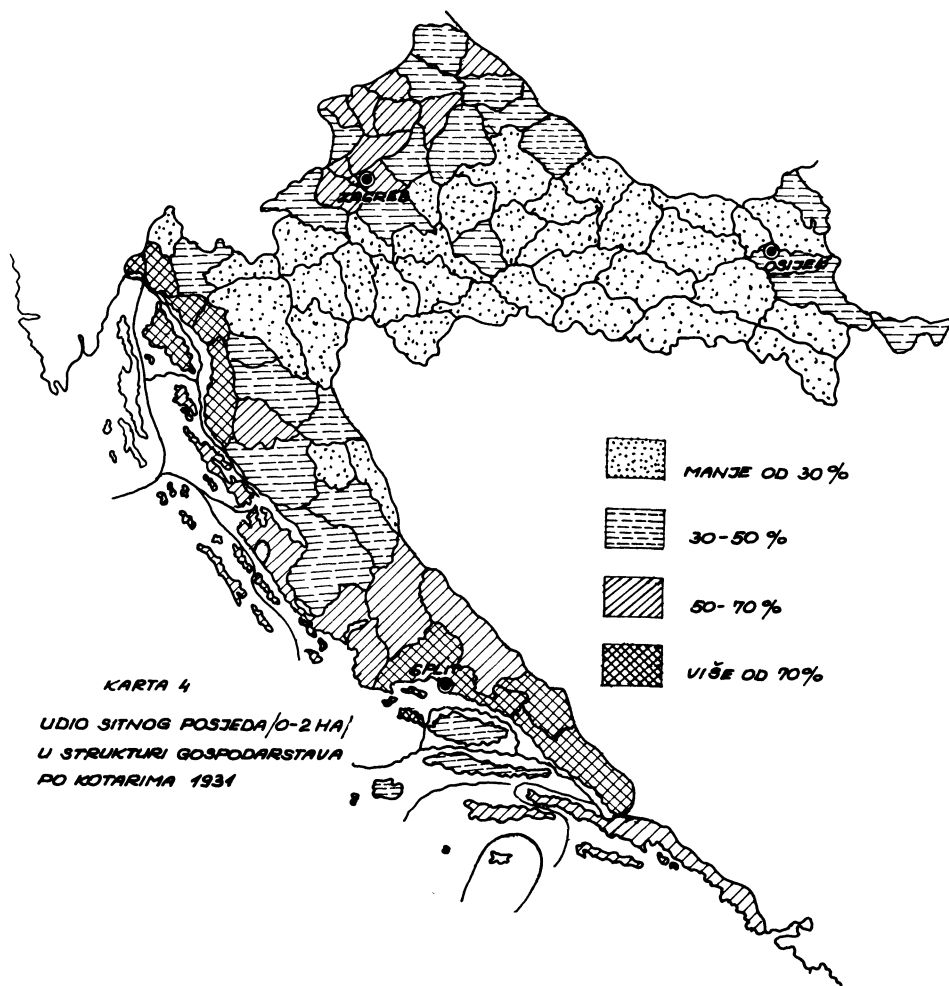 ZAGREB
OSIJEK
MANJE OD 30%
30-50%
50-70%
VIŠE OD 70%
SPLIT
KARTA 4
UDIO SITNOG POSJEDA/0-2 HA/
U STRUKTURI GOSPODARSTAVA
PO KOTARIMA 1931